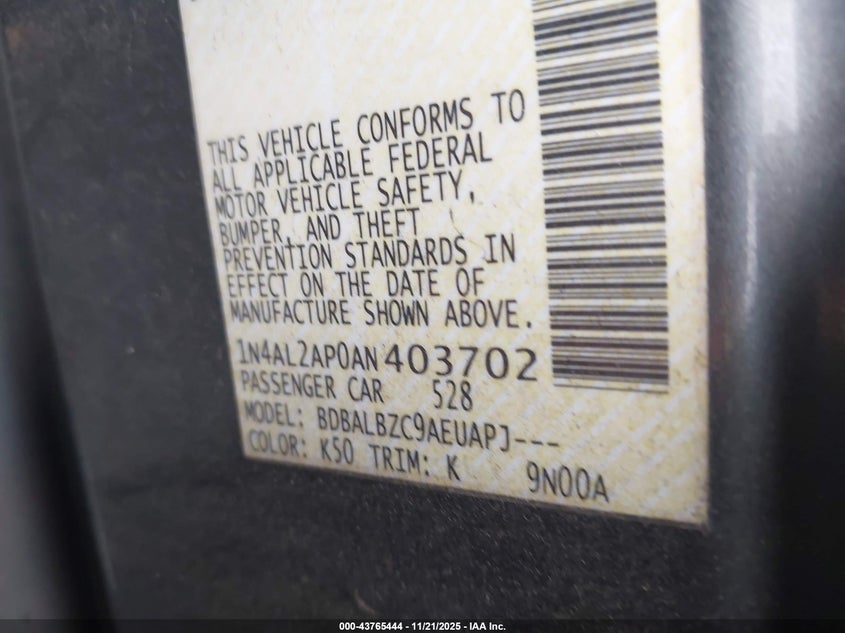 THIS VEHICLE CONFORMS TO
ALL APPLICABLE FEDERAL
MOTOR VEHICLE SAFETY,
BUMPER, AND THEFT
PREVENTION STANDARDS IN
EFFECT ON THE DATE OF
MANUFACTURE SHOWN ABOVE.
1N4AL2AP0AN403702
PASSENGER CAR 528
MODEL: BDBALBZC9AEUAPJ---
COLOR: K50 TRIM: K 9N00A
000-43765444 - 11/21/2025 - IAA Inc.